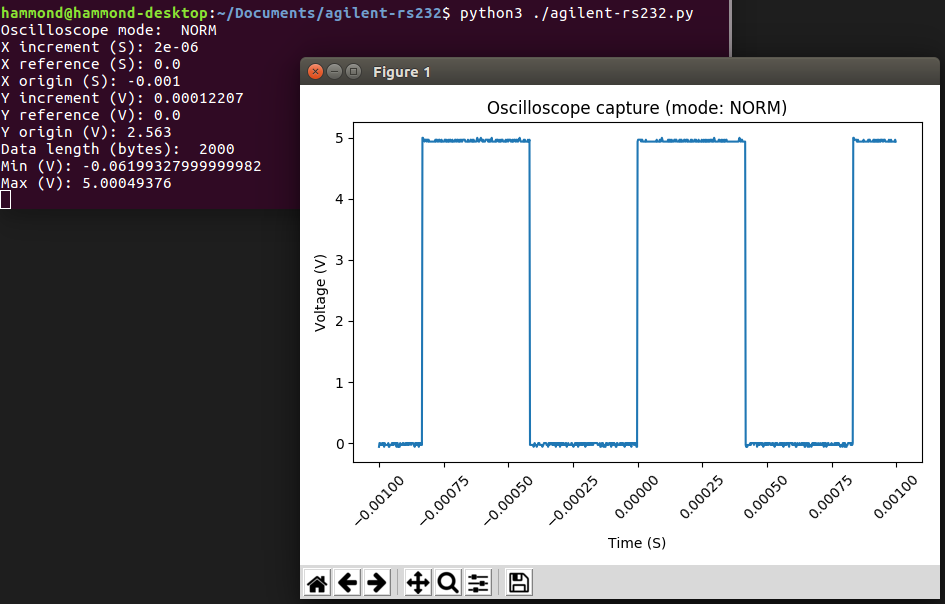 hammond@hammond-desktop:~/Documents/agilent-rs232$ python3 ./agilent-rs232.py
Oscilloscope mode:  NORM
X increment (S): 2e-06
X reference (S): 0.0
X origin (S): -0.001
Y increment (V): 0.00012207
Y reference (V): 0.0
Y origin (V): 2.563
Data length (bytes):  2000
Min (V): -0.06199327999999982
Max (V): 5.00049376
Figure 1
Oscilloscope capture (mode: NORM)
5
4
3
2
1
0
Voltage (V)
−0.00100
−0.00075
−0.00050
−0.00025
0.00000
0.00025
0.00050
0.00075
0.00100
Time (S)